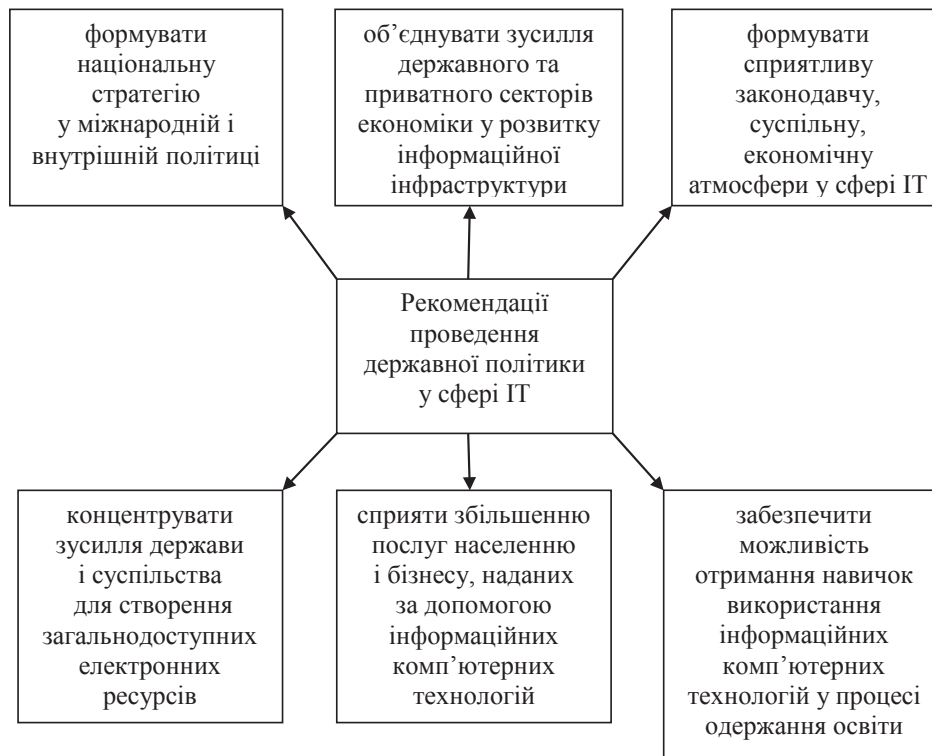 формувати
національну
стратегію
у міжнародній і
внутрішній політиці
об’єднувати зусилля
державного та
приватного секторів
економіки у розвитку
інформаційної
інфраструктури
формувати
сприятливу
законодавчу,
суспільну,
економічну
атмосфери у сфері ІТ
Рекомендації
проведення
державної політики
у сфері ІТ
концентрувати
зусилля держави
і суспільства
для створення
загальнодоступних
електронних
ресурсів
сприяти збільшенню
послуг населенню
і бізнесу, наданих
за допомогою
інформаційних
комп’ютерних
технологій
забезпечити
можливість
отримання навичок
використання
інформаційних
комп’ютерних
технологій у процесі
одержання освіти